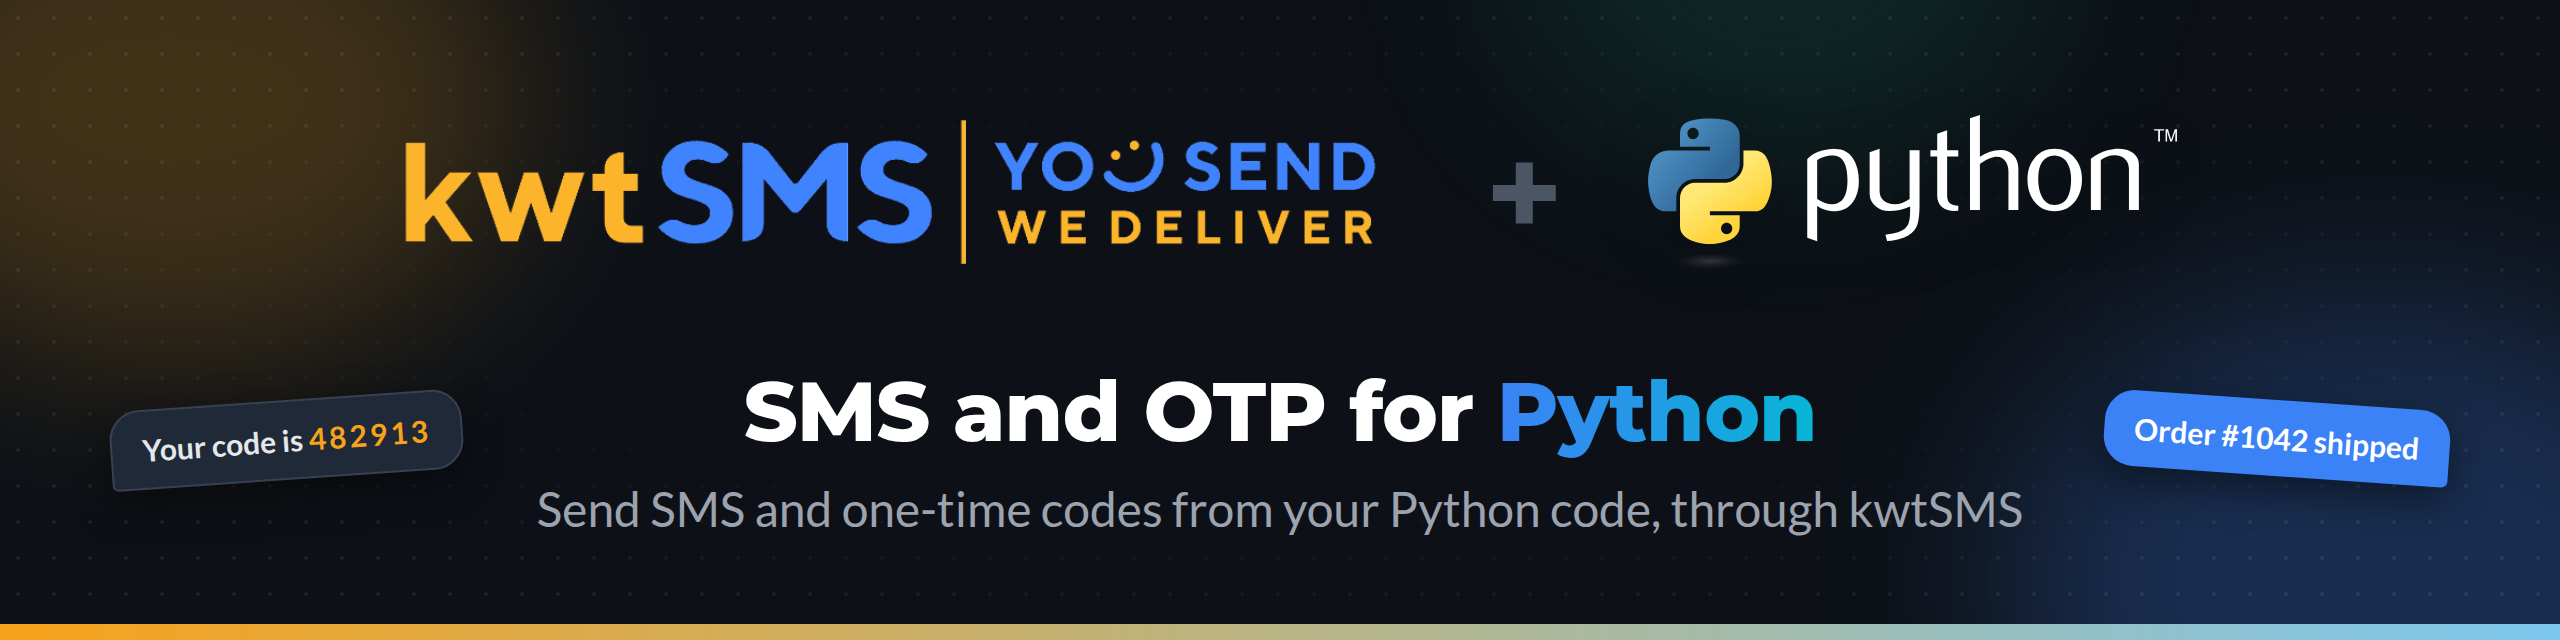 kwtSMS
YOU SEND
WE DELIVER
+
python™
SMS and OTP for Python
Your code is 482913
Order #1042 shipped
Send SMS and one-time codes from your Python code, through kwtSMS